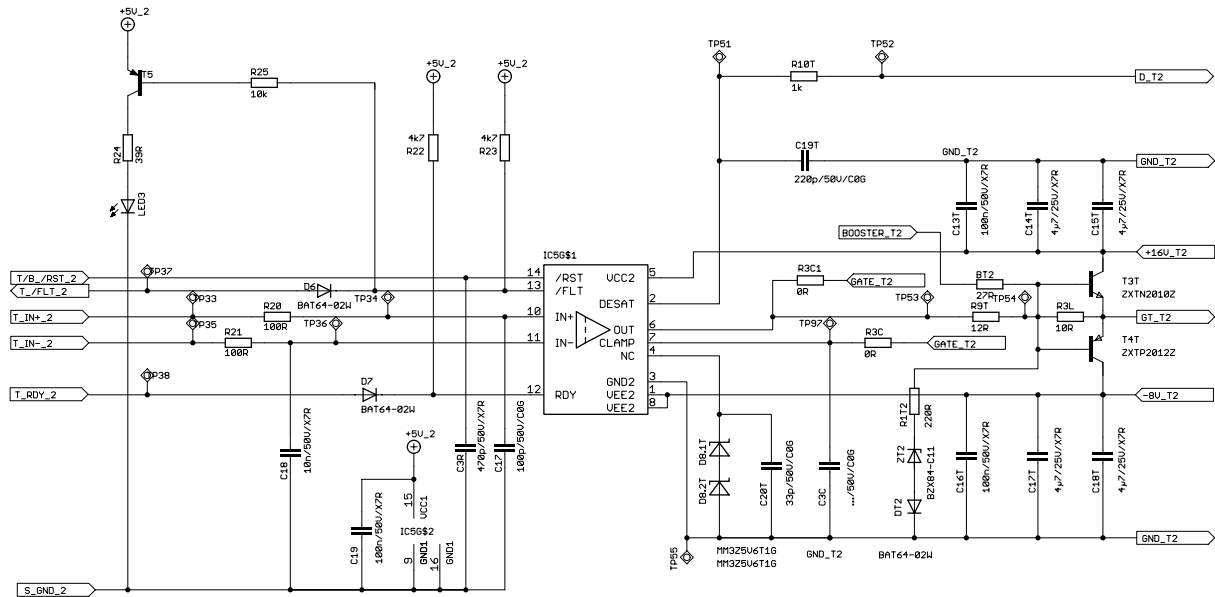 +5V_2
T5
R25
10k
+5V_2
+5V_2
TP51
TP52
R10T
1k
D_T2
R24
39R
4k7
R22
4k7
R23
C19T
220p/50V/C0G
GND_T2
GND_T2
LED3
C13T
100n/50V/X7R
C14T
4µ7/25V/X7R
C15T
4µ7/25V/X7R
BOOSTER_T2
+16V_T2
IC5G$1
T/B_/RST_2
TP37
14
/RST
VCC2
5
T_/FLT_2
D6
BAT64-02W
13
/FLT
DESAT
2
R3C1
0R
GATE_T2
BT2
27R
T3T
ZXTN2010Z
TP33
TP34
TP53
TP54
T_IN+_2
R20
100R
10
IN+
OUT
6
R9T
12R
R3L
10R
GT_T2
TP35
TP36
TP97
T_IN-_2
R21
100R
11
IN-
CLAMP
7
R3C
0R
GATE_T2
T4T
ZXTP2012Z
NC
4
TP38
T_RDY_2
D7
BAT64-02W
12
RDY
GND2
3
VEE2
1
VEE2
8
-8V_T2
R1T2
220R
C18
10n/50V/X7R
+5V_2
C3R
470p/50V/X7R
C17
100p/50V/C0G
D8.1T
D8.2T
C20T
33p/50V/C0G
C3C
.../50V/C0G
ZT2
BZX84-C11
DT2
C16T
100n/50V/X7R
C17T
4µ7/25V/X7R
C18T
4µ7/25V/X7R
C19
100n/50V/X7R
15
VCC1
IC5G$2
9
GND1
16
GND1
TP55
MM3Z5V6T1G
MM3Z5V6T1G
GND_T2
BAT64-02W
GND_T2
S_GND_2